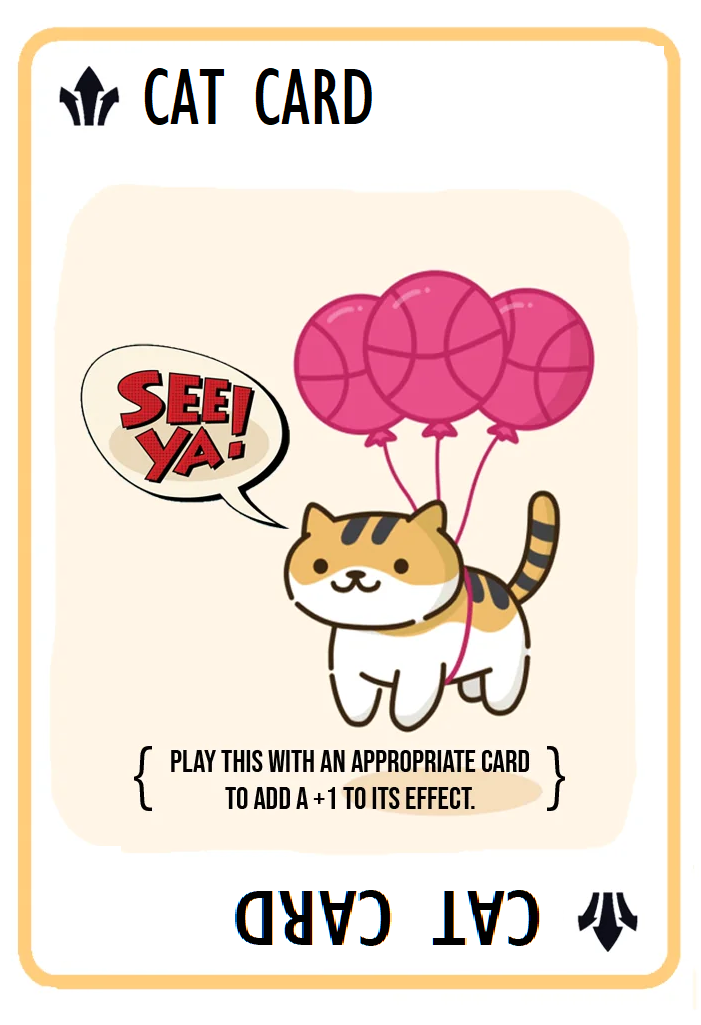 CAT CARD
SEE
YA!
PLAY THIS WITH AN APPROPRIATE CARD
TO ADD A +1 TO ITS EFFECT.
CAT CARD